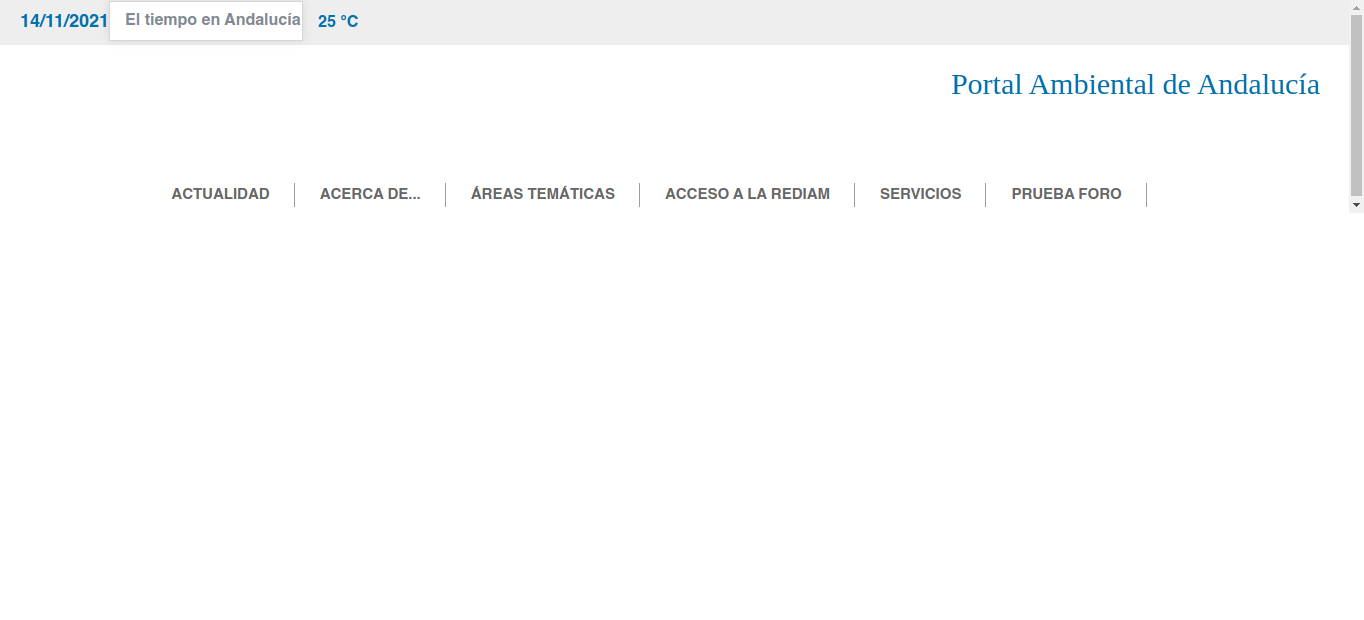 14/11/2021 El tiempo en Andalucía 25 °C
Portal Ambiental de Andalucía
ACTUALIDAD ACERCA DE... ÁREAS TEMÁTICAS ACCESO A LA REDIAM SERVICIOS PRUEBA FORO